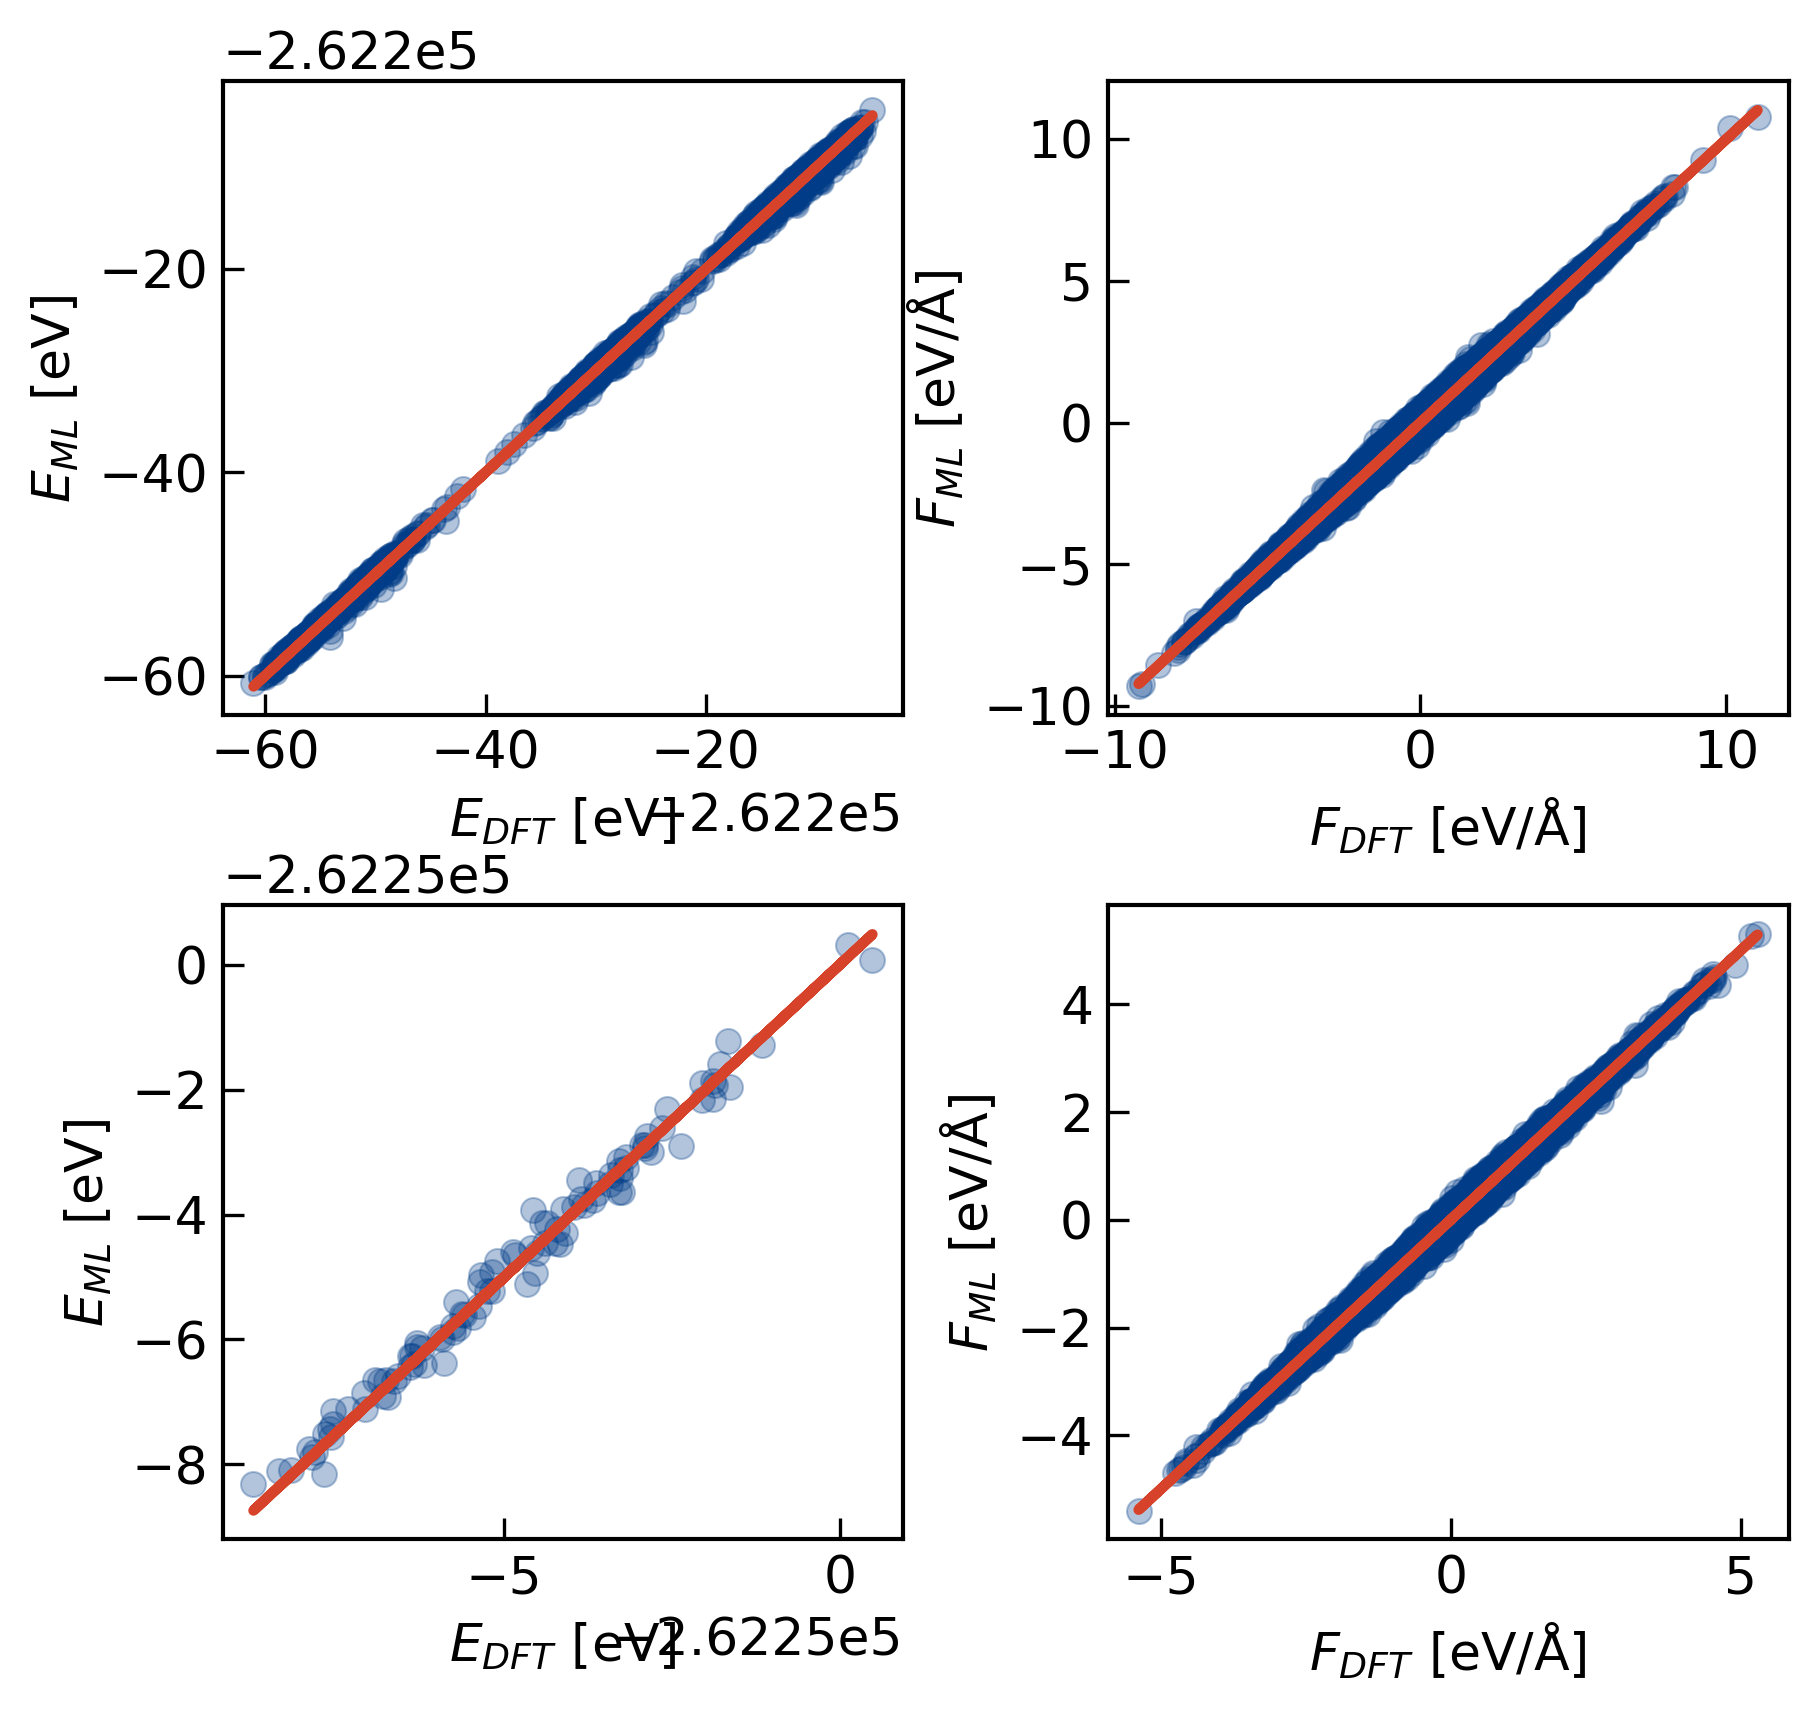 −2.622e5
−20
−40
−60
E_ML [eV]
−60 −40 −20
E_DFT [eV]
−2.622e5
10
5
0
−5
−10
F_ML [eV/Å]
−10 0 10
F_DFT [eV/Å]
−2.6225e5
0
−2
−4
−6
−8
E_ML [eV]
−5 0
E_DFT [eV]
−2.6225e5
4
2
0
−2
−4
F_ML [eV/Å]
−5 0 5
F_DFT [eV/Å]